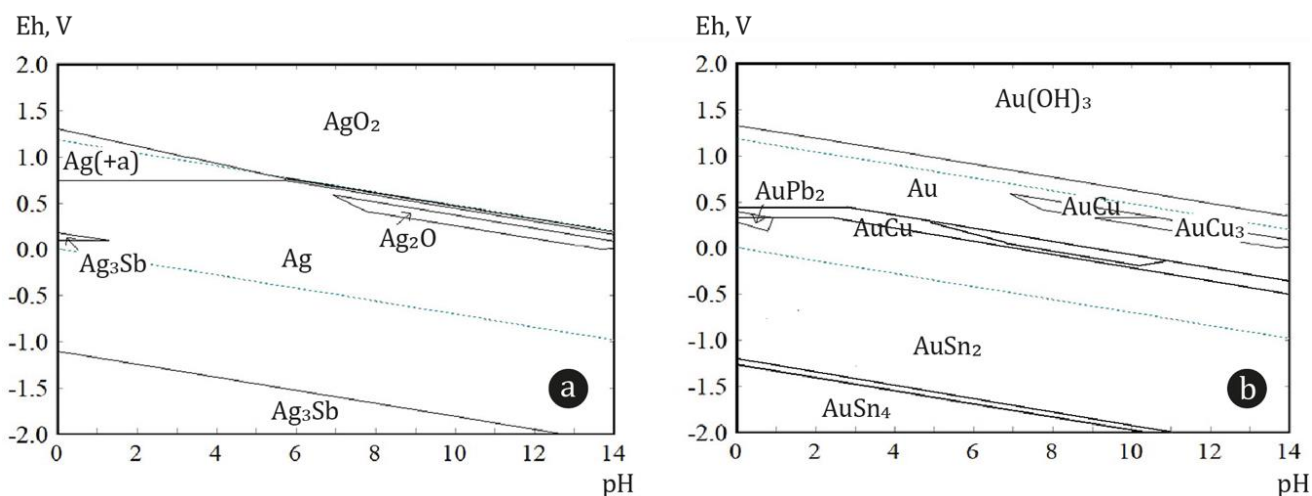 Eh, V
2.0
1.5
1.0
0.5
0.0
-0.5
-1.0
-1.5
-2.0
AgO₂
Ag(+a)
Ag₂O
Ag₃Sb
Ag
Ag₃Sb
a
0 2 4 6 8 10 12 14
pH
Eh, V
2.0
1.5
1.0
0.5
0.0
-0.5
-1.0
-1.5
-2.0
Au(OH)₃
Au
AuPb₂
AuCu
AuCu
AuCu₃
AuSn₂
AuSn₄
b
0 2 4 6 8 10 12 14
pH